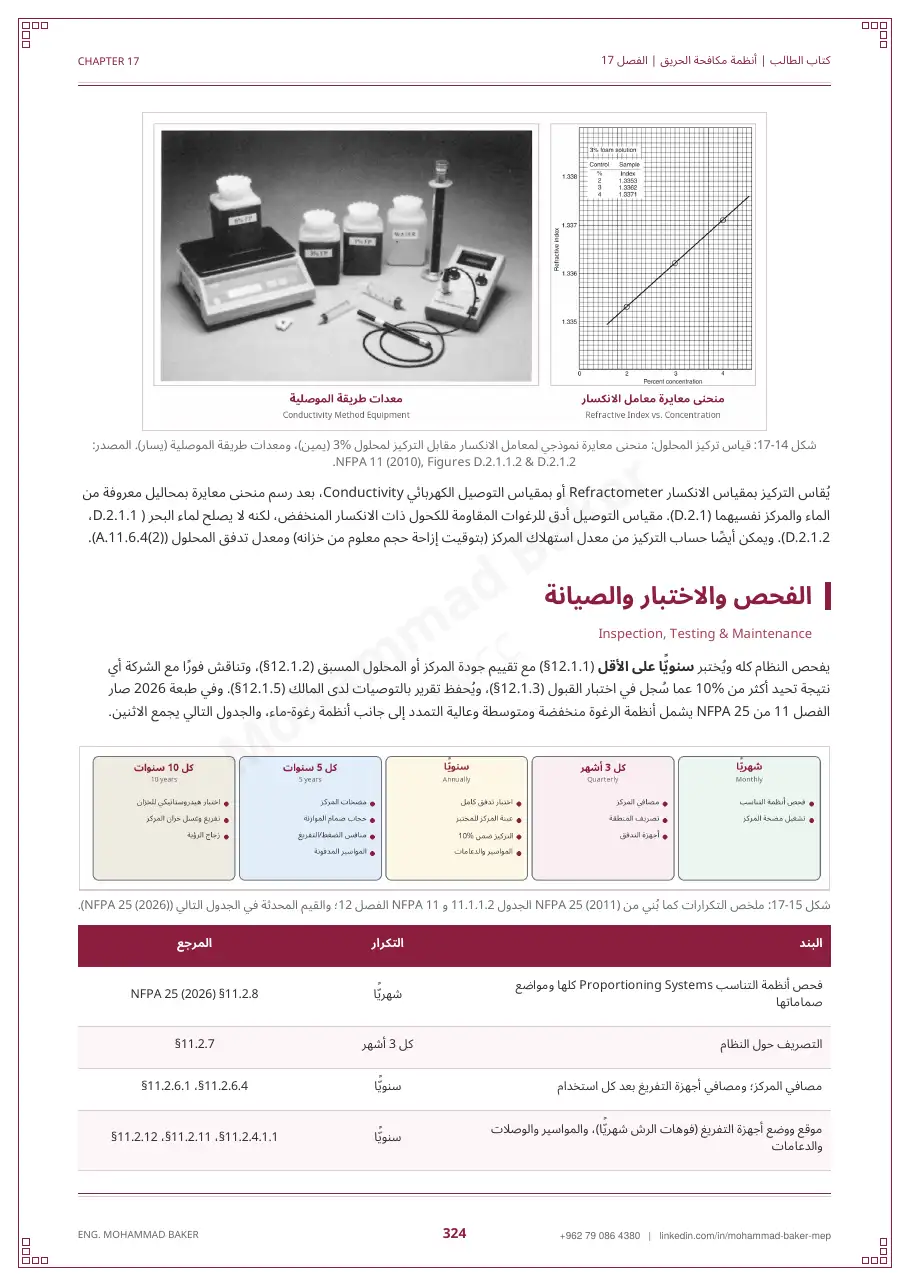 كتاب الطالب | أنظمة مكافحة الحريق | الفصل 17
CHAPTER 17
3% foam solution
Control Sample
% Index
2 1.3353
3 1.3362
4 1.3371
1.338
1.337
1.336
1.335
Refractive index
0 2 3 4
Percent concentration
منحنى معايرة معامل الانكسار
Refractive Index vs. Concentration
معدات طريقة الموصلية
Conductivity Method Equipment
شكل 14-17: قياس تركيز المحلول: منحنى معايرة نموذجي لمعامل الانكسار مقابل التركيز لمحلول 3% (يمين)، ومعدات طريقة الموصلية (يسار). المصدر:
NFPA 11 (2010), Figures D.2.1.1.2 & D.2.1.2.
يُقاس التركيز بمقياس الانكسار Refractometer أو بمقياس التوصيل الكهربائي Conductivity، بعد رسم منحنى معايرة بمحاليل معروفة من
الماء والمركز نفسيهما (D.2.1). مقياس التوصيل أدق للرغوات المقاومة للكحول ذات الانكسار المنخفض، لكنه لا يصلح لماء البحر (D.2.1.1،
D.2.1.2). ويمكن أيضًا حساب التركيز من معدل استهلاك المركز (بتوقيت إزاحة حجم معلوم من خزانه) ومعدل تدفق المحلول (A.11.6.4(2)).
الفحص والاختبار والصيانة
Inspection, Testing & Maintenance
يفحص النظام كله ويُختبر سنويًّا على الأقل (§12.1.1) مع تقييم جودة المركز أو المحلول المسبق (§12.1.2)، وتناقش فورًا مع الشركة أي
نتيجة تحيد أكثر من 10% عما سُجل في اختبار القبول (§12.1.3)، ويُحفظ تقرير بالتوصيات لدى المالك (§12.1.5). وفي طبعة 2026 صار
الفصل 11 من NFPA 25 يشمل أنظمة الرغوة منخفضة ومتوسطة وعالية التمدد إلى جانب أنظمة رغوة-ماء، والجدول التالي يجمع الاثنين.
شهريًّا
Monthly
فحص أنظمة التناسب
تشغيل مضخة المركز
كل 3 أشهر
Quarterly
مصافي المركز
تصريف المنطقة
أجهزة التدفق
سنويًّا
Annually
اختبار تدفق كامل
عينة المركز للمختبر
التركيز ضمن 10%
المواسير والدعامات
كل 5 سنوات
5 years
مضخات المركز
حجاب صمام الموازنة
منافس الضغط/التفريغ
المواسير المدفونة
كل 10 سنوات
10 years
اختبار هيدروستاتيكي للخزان
تفريغ وغسل خزان المركز
زجاج الرؤية
شكل 15-17: ملخص التكرارات كما بُني من NFPA 25 (2011) الجدول 11.1.1.2 و NFPA 11 الفصل 12؛ والقيم المحدثة في الجدول التالي (NFPA 25 (2026)).
البند التكرار المرجع
فحص أنظمة التناسب Proportioning Systems كلها ومواضع
صماماتها
شهريًّا
NFPA 25 (2026) §11.2.8
التصريف حول النظام كل 3 أشهر §11.2.7
مصافي المركز؛ ومصافي أجهزة التفريغ بعد كل استخدام سنويًّا §11.2.6.1، §11.2.6.4
موقع ووضع أجهزة التفريغ (فوهات الرش شهريًّا)، والمواسير والوصلات
والدعامات
سنويًّا
§11.2.12، §11.2.11، §11.2.4.1.1
ENG. MOHAMMAD BAKER
324
+962 79 086 4380 | linkedin.com/in/mohammad-baker-mep